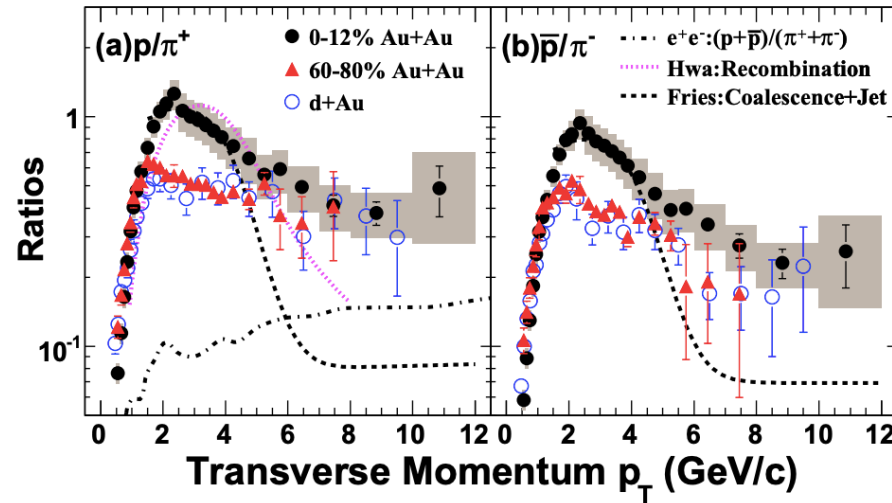 (a)p/π⁺
0-12% Au+Au
60-80% Au+Au
d+Au
(b)p̅/π⁻
e⁺e⁻:(p+p̅)/(π⁺+π⁻)
Hwa:Recombination
Fries:Coalescence+Jet
1
10⁻¹
Ratios
0 2 4 6 8 10 12
0 2 4 6 8 10 12
Transverse Momentum p_T (GeV/c)